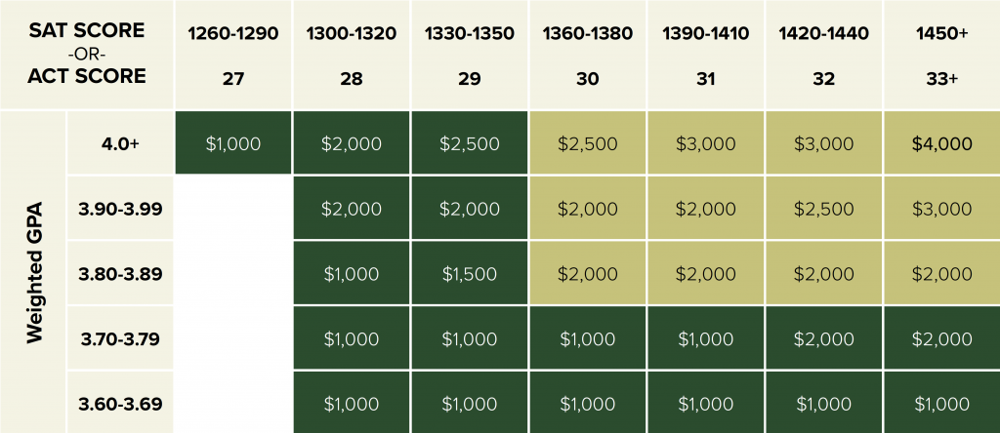 SAT SCORE
-OR-
ACT SCORE
1260-1290 1300-1320 1330-1350 1360-1380 1390-1410 1420-1440 1450+
27 28 29 30 31 32 33+
Weighted GPA
4.0+ $1,000 $2,000 $2,500 $2,500 $3,000 $3,000 $4,000
3.90-3.99 $2,000 $2,000 $2,000 $2,000 $2,500 $3,000
3.80-3.89 $1,000 $1,500 $2,000 $2,000 $2,000 $2,000
3.70-3.79 $1,000 $1,000 $1,000 $1,000 $2,000 $2,000
3.60-3.69 $1,000 $1,000 $1,000 $1,000 $1,000 $1,000